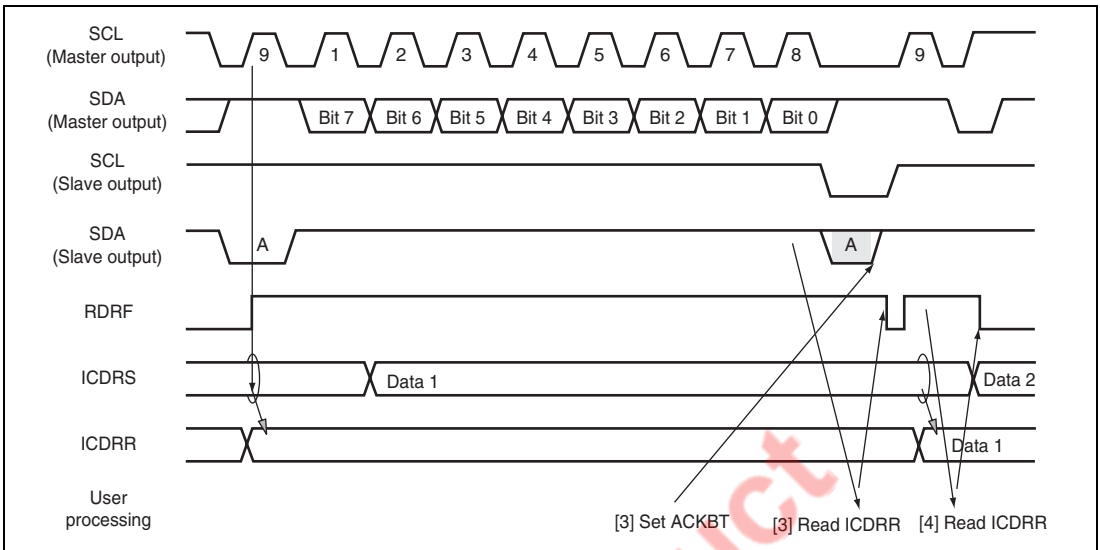 SCL
(Master output)
9 1 2 3 4 5 6 7 8 9
SDA
(Master output)
Bit 7 Bit 6 Bit 5 Bit 4 Bit 3 Bit 2 Bit 1 Bit 0
SCL
(Slave output)
SDA
(Slave output)
A A
RDRF
ICDRS
Data 1 Data 2
ICDRR
Data 1
User
processing
[3] Set ACKBT [3] Read ICDRR [4] Read ICDRR
uct